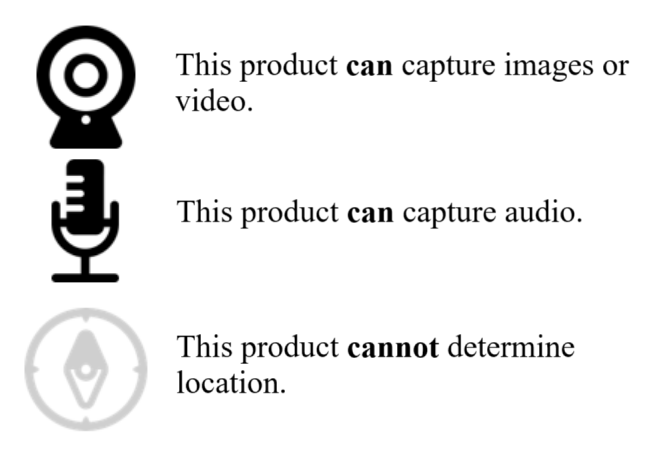 This product can capture images or
video.
This product can capture audio.
This product cannot determine
location.